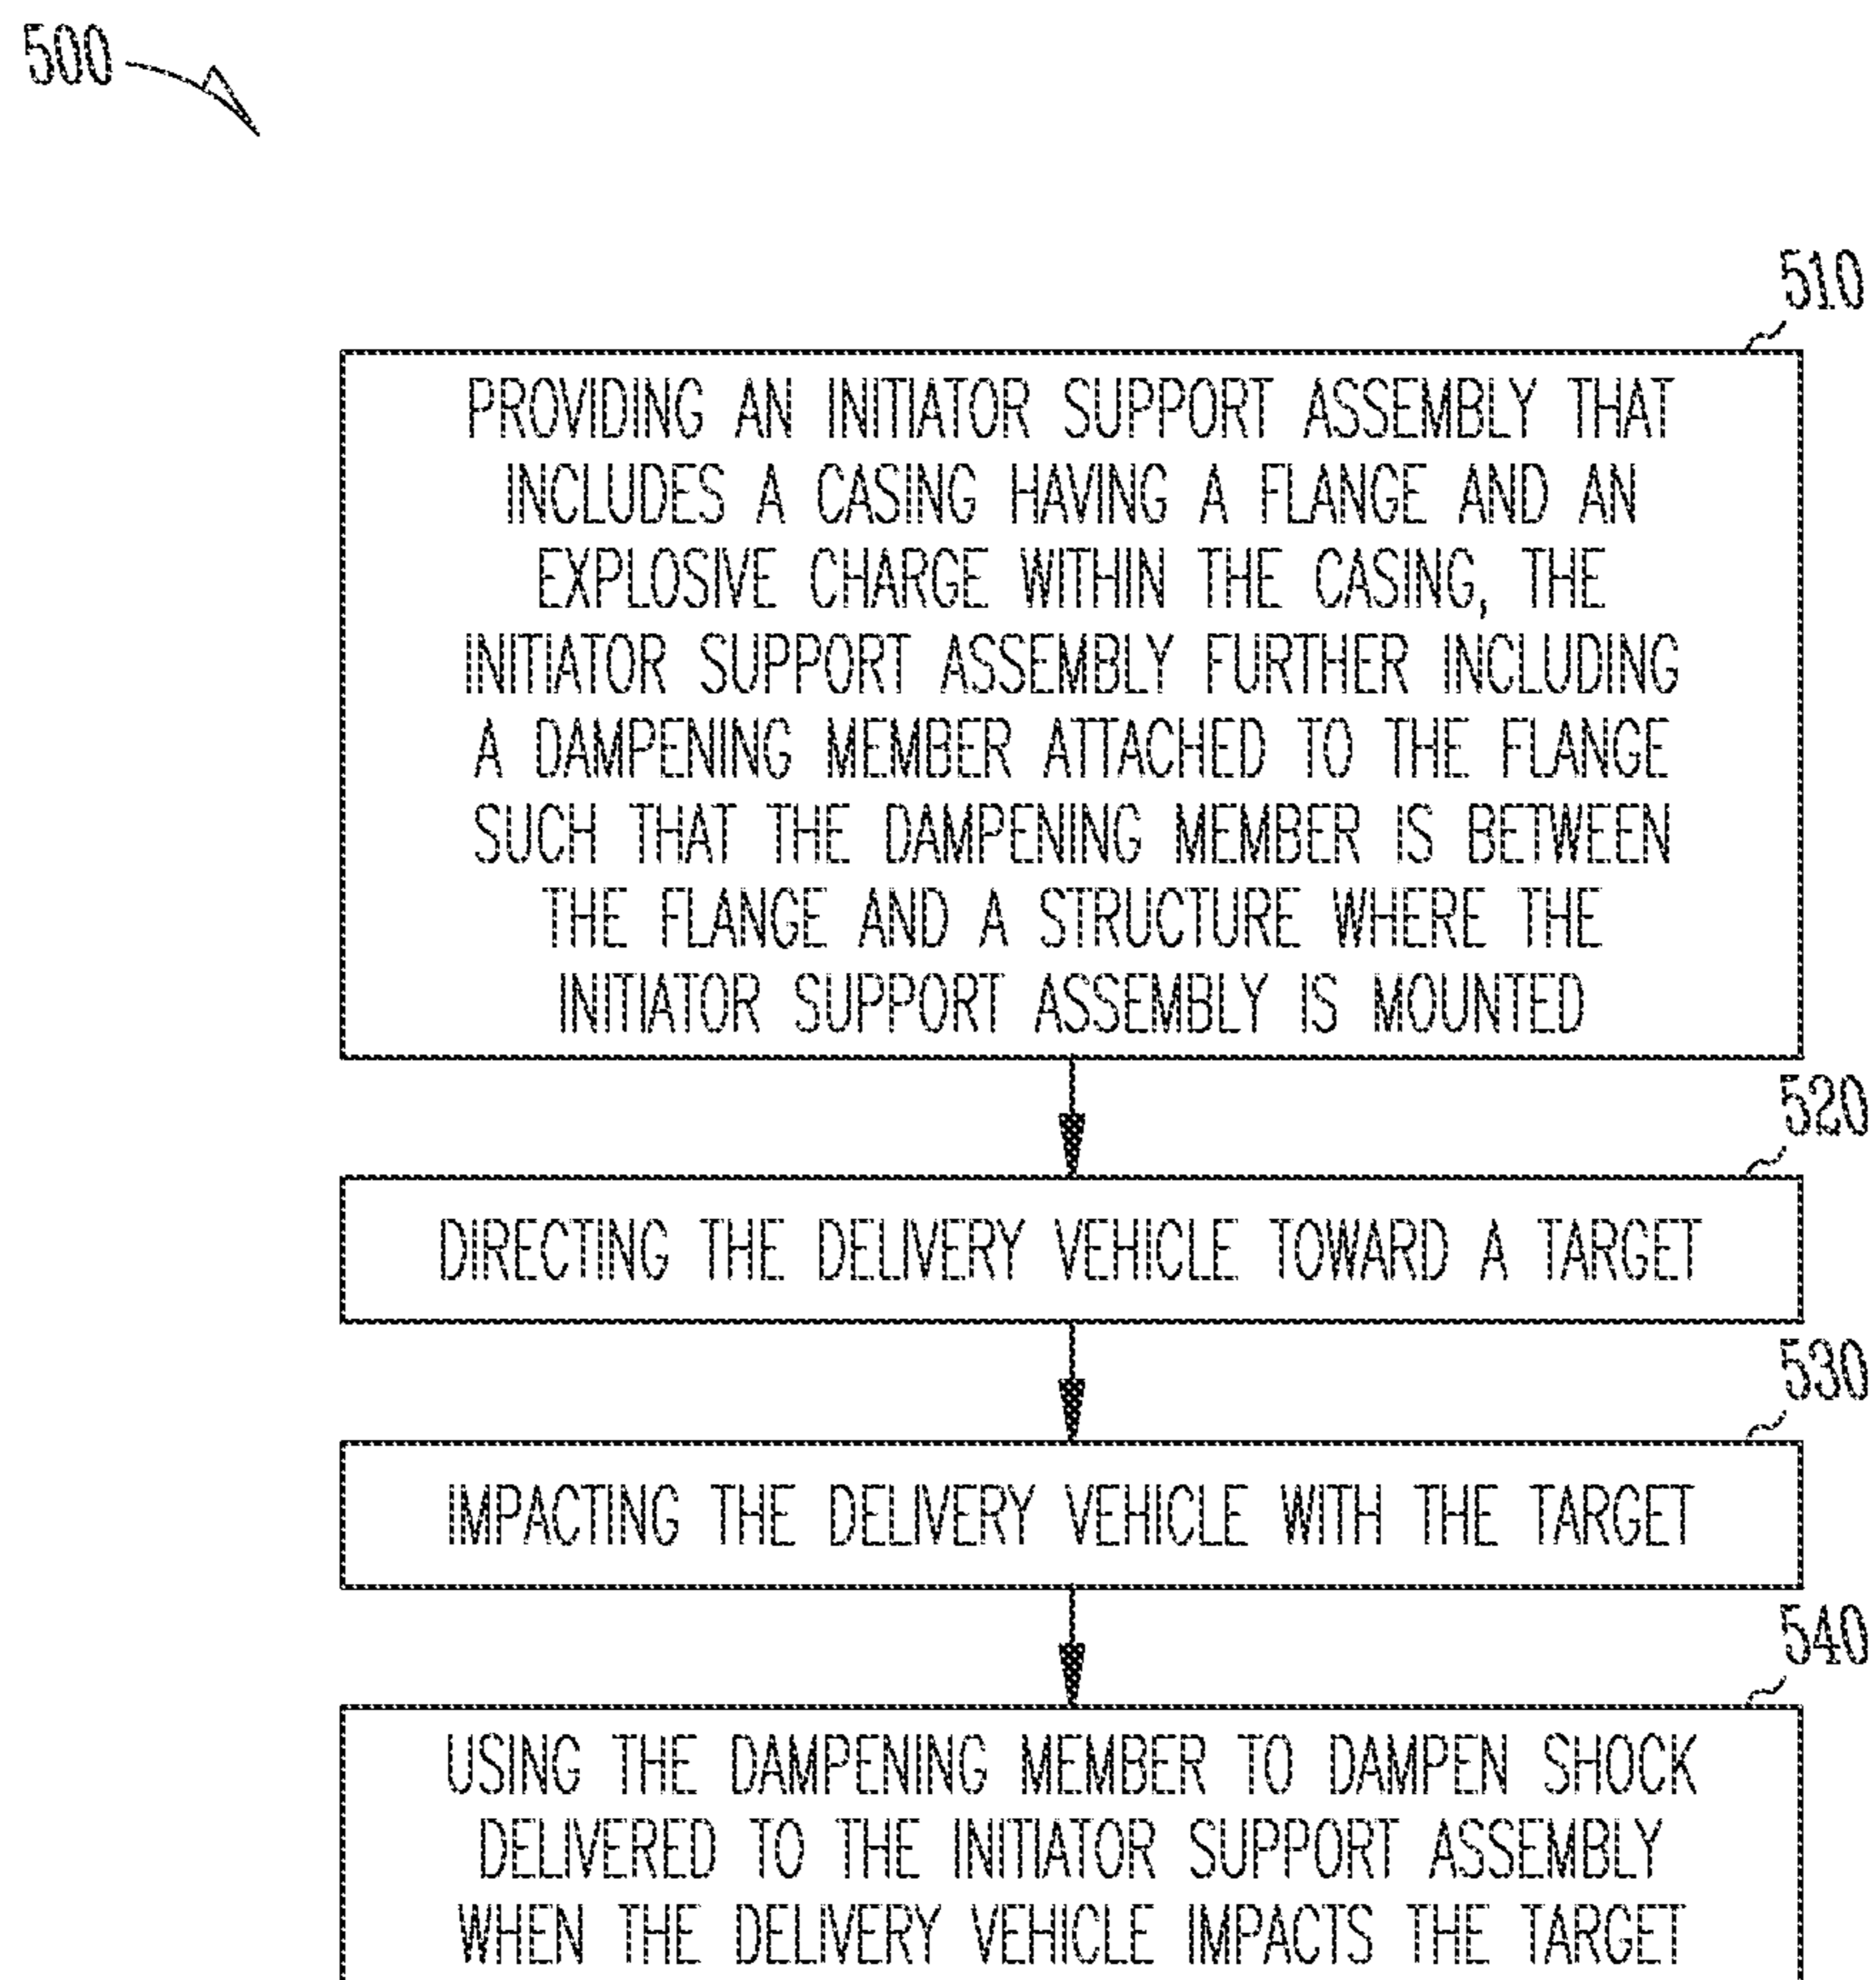 500
510
PROVIDING AN INITIATOR SUPPORT ASSEMBLY THAT
INCLUDES A CASING HAVING A FLANGE AND AN
EXPLOSIVE CHARGE WITHIN THE CASING, THE
INITIATOR SUPPORT ASSEMBLY FURTHER INCLUDING
A DAMPENING MEMBER ATTACHED TO THE FLANGE
SUCH THAT THE DAMPENING MEMBER IS BETWEEN
THE FLANGE AND A STRUCTURE WHERE THE
INITIATOR SUPPORT ASSEMBLY IS MOUNTED
520
DIRECTING THE DELIVERY VEHICLE TOWARD A TARGET
530
IMPACTING THE DELIVERY VEHICLE WITH THE TARGET
540
USING THE DAMPENING MEMBER TO DAMPEN SHOCK
DELIVERED TO THE INITIATOR SUPPORT ASSEMBLY
WHEN THE DELIVERY VEHICLE IMPACTS THE TARGET